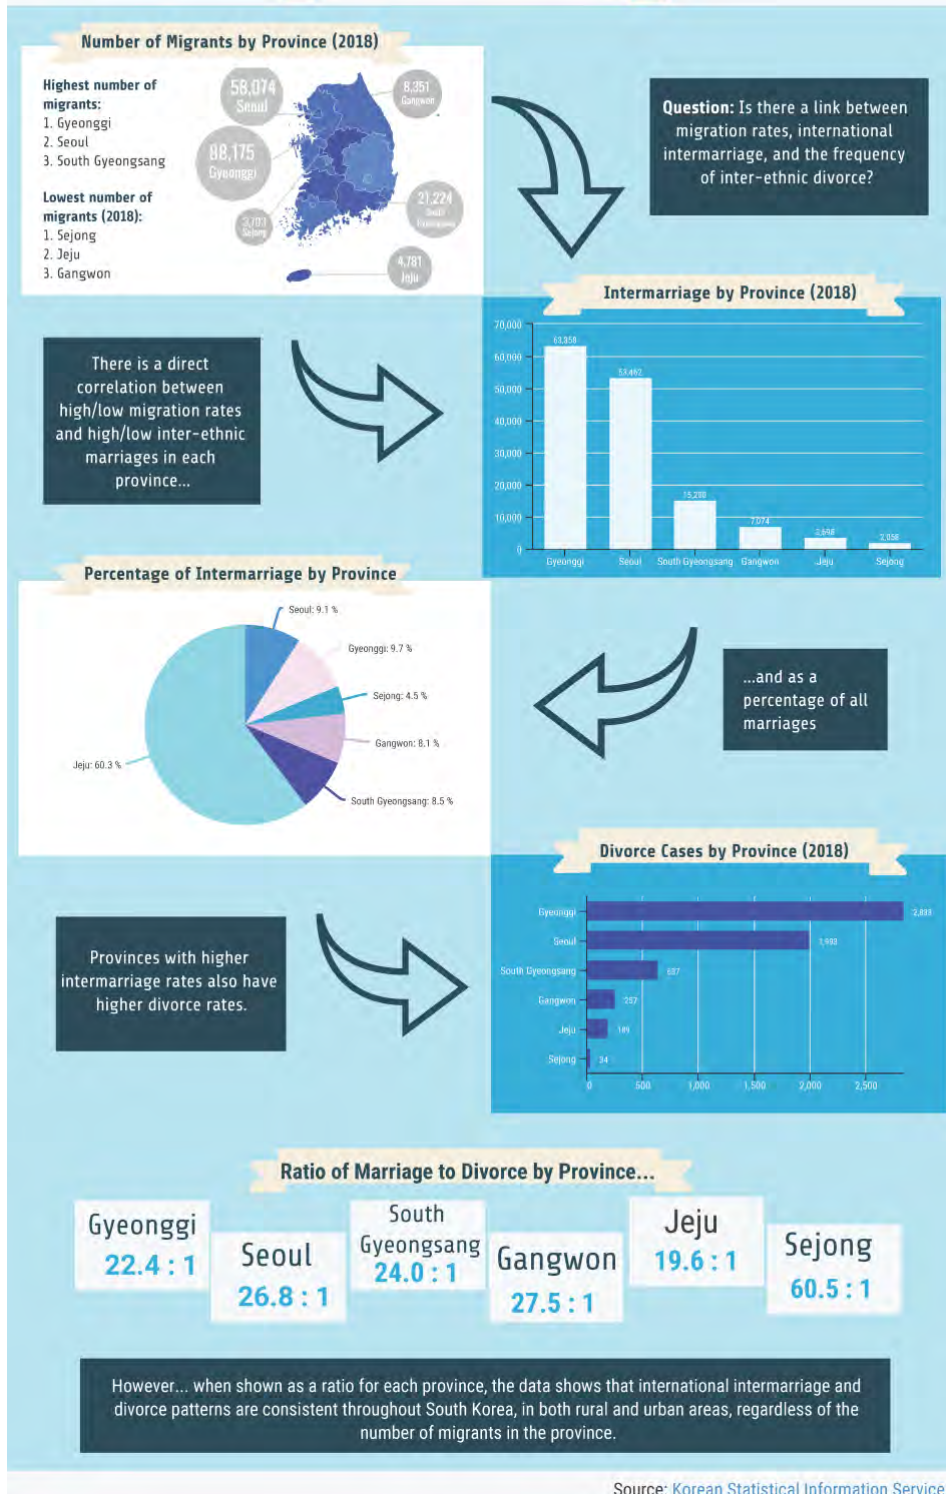 Number of Migrants by Province (2018)
Highest number of
migrants:
1. Gyeonggi
2. Seoul
3. South Gyeongsang
Lowest number of
migrants (2018):
1. Sejong
2. Jeju
3. Gangwon
58,074
Seoul
8,351
Gangwon
88,175
Gyeonggi
21,224
South
Sejong
4,781
Jeju
Question: Is there a link between
migration rates, international
intermarriage, and the frequency
of inter-ethnic divorce?
Intermarriage by Province (2018)
70,000
60,000
50,000
40,000
30,000
20,000
10,000
0
53,462
7,074
2,058
Gyeonggi
Seoul
South Gyeongsang
Gangwon
Jeju
Sejong
There is a direct
correlation between
high/low migration rates
and high/low inter-ethnic
marriages in each
province...
Percentage of Intermarriage by Province
Seoul: 9.1 %
Gyeonggi: 9.7 %
Sejong: 4.5 %
Gangwon: 8.1 %
South Gyeongsang: 8.5 %
Jeju: 60.3 %
...and as a
percentage of all
marriages
Divorce Cases by Province (2018)
Gyeonggi
Seoul
South Gyeongsang
Gangwon
257
Jeju
189
Sejong
34
0
500
1,000
1,500
2,000
2,500
Provinces with higher
intermarriage rates also have
higher divorce rates.
Ratio of Marriage to Divorce by Province...
Gyeonggi
22.4 : 1
Seoul
26.8 : 1
South
Gyeongsang
24.0 : 1
Gangwon
27.5 : 1
Jeju
19.6 : 1
Sejong
60.5 : 1
However... when shown as a ratio for each province, the data shows that international intermarriage and
divorce patterns are consistent throughout South Korea, in both rural and urban areas, regardless of the
number of migrants in the province.
Source: Korean Statistical Information Service